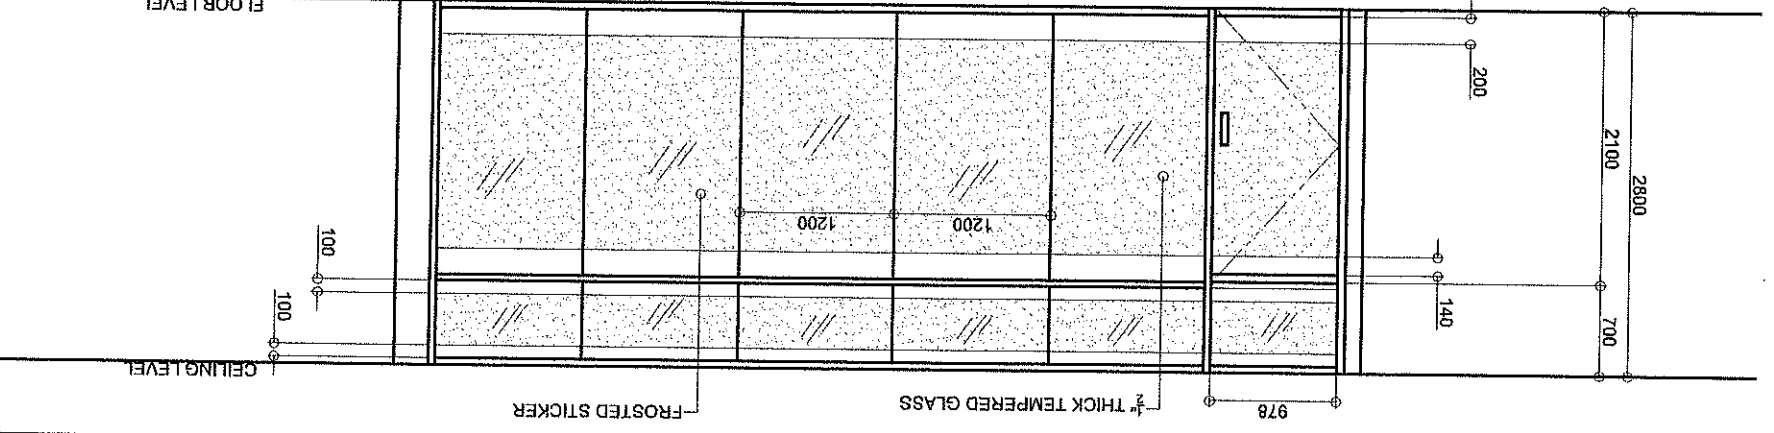 978
½" THICK TEMPERED GLASS
FROSTED STICKER
CEILING LEVEL
700
140
100
100
2800
2100
1200
1200
200
FLOOR LEVEL